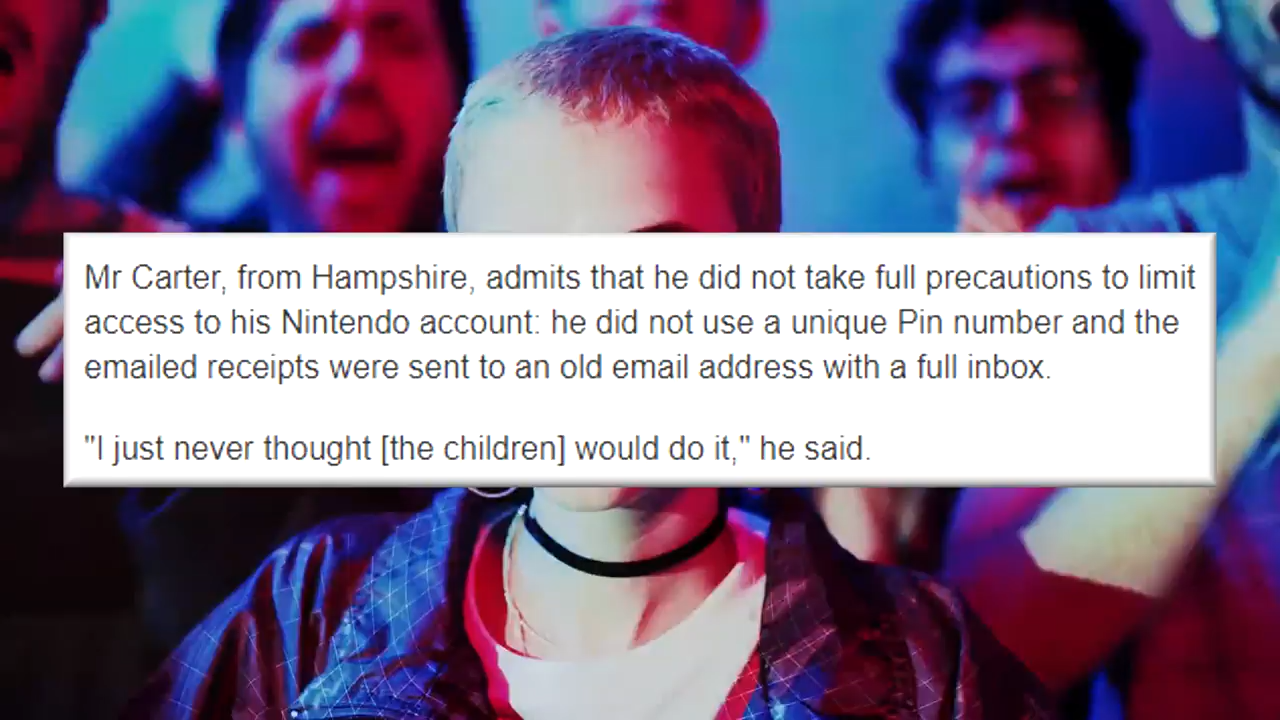 Mr Carter, from Hampshire, admits that he did not take full precautions to limit
access to his Nintendo account: he did not use a unique Pin number and the
emailed receipts were sent to an old email address with a full inbox.
"I just never thought [the children] would do it," he said.